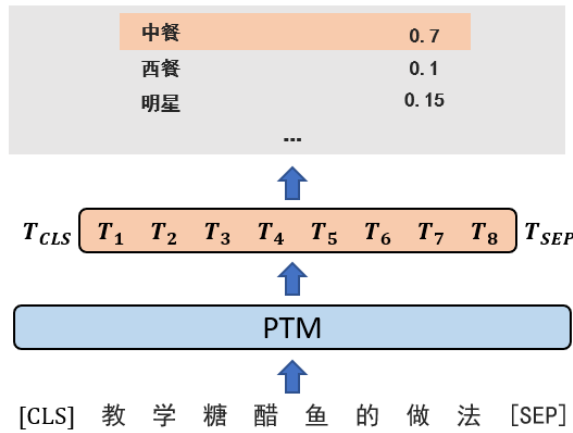 中餐 0.7
西餐 0.1
明星 0.15
...
T_CLS T_1 T_2 T_3 T_4 T_5 T_6 T_7 T_8 T_SEP
PTM
[CLS] 教 学 糖 醋 鱼 的 做 法 [SEP]